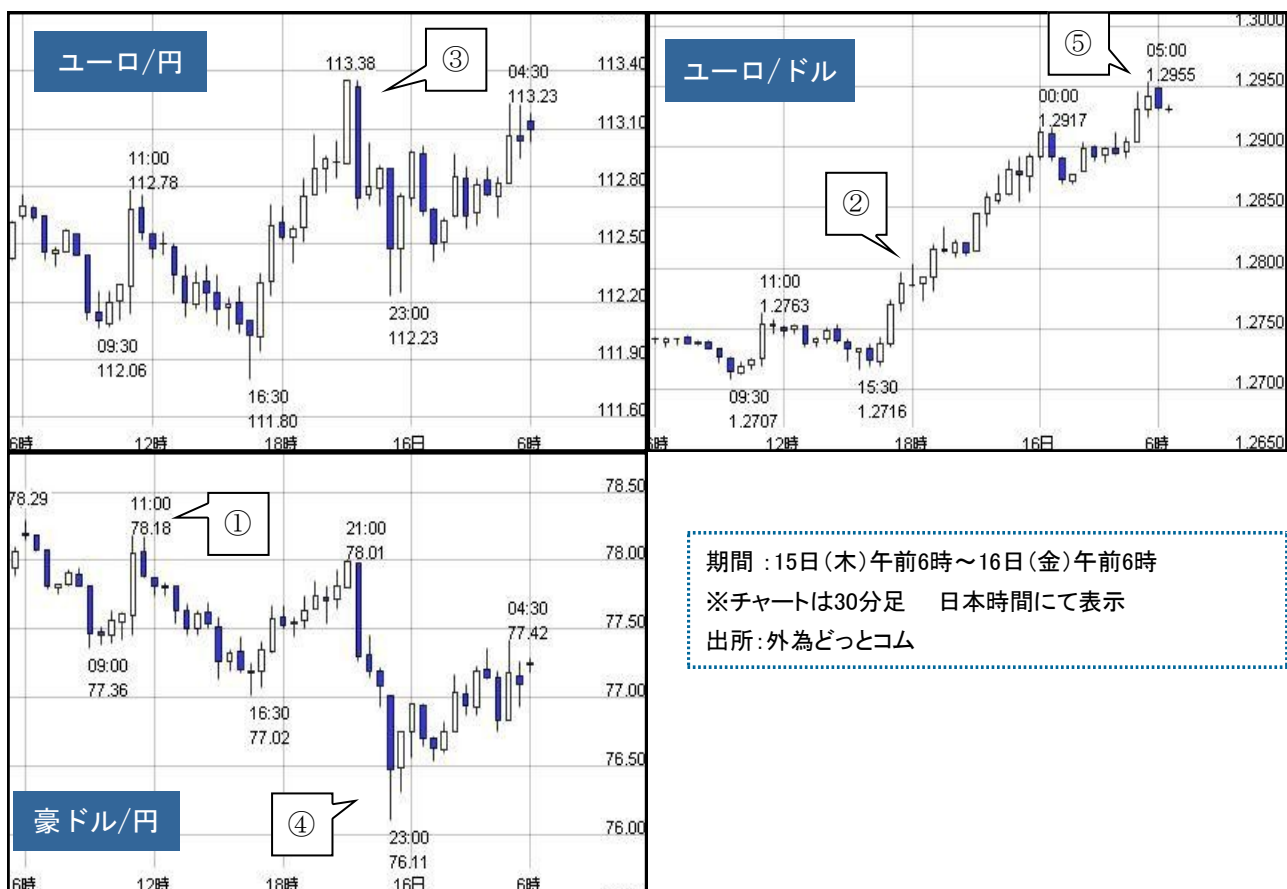 ユーロ/円
③
113.38
04:30
113.23
11:00
112.78
09:30
112.06
16:30
111.80
23:00
112.23
113.40
113.10
112.80
112.50
112.20
111.90
111.60
6時
12時
18時
16日
6時
ユーロ/ドル
⑤
05:00
1.2955
00:00
1.2917
②
11:00
1.2763
09:30
1.2707
15:30
1.2716
1.3000
1.2950
1.2900
1.2850
1.2800
1.2750
1.2700
1.2650
6時
12時
18時
16日
6時
78.29
11:00
78.18
①
21:00
78.01
04:30
77.42
09:00
77.36
16:30
77.02
④
23:00
76.11
豪ドル/円
78.50
78.00
77.50
77.00
76.50
76.00
6時
12時
18時
16日
6時
期間 :15日(木)午前6時~16日(金)午前6時
※チャートは30分足 日本時間にて表示
出所:外為どっとコム